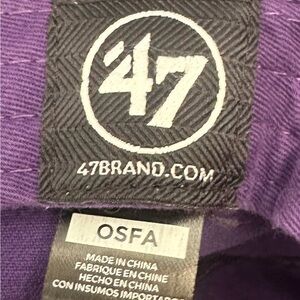 '47
47BRAND.COM
OSFA
MADE IN CHINA
FABRIQUE EN CHINE
HECHO EN CHINA
CON INSUMOS IMPORTADOS